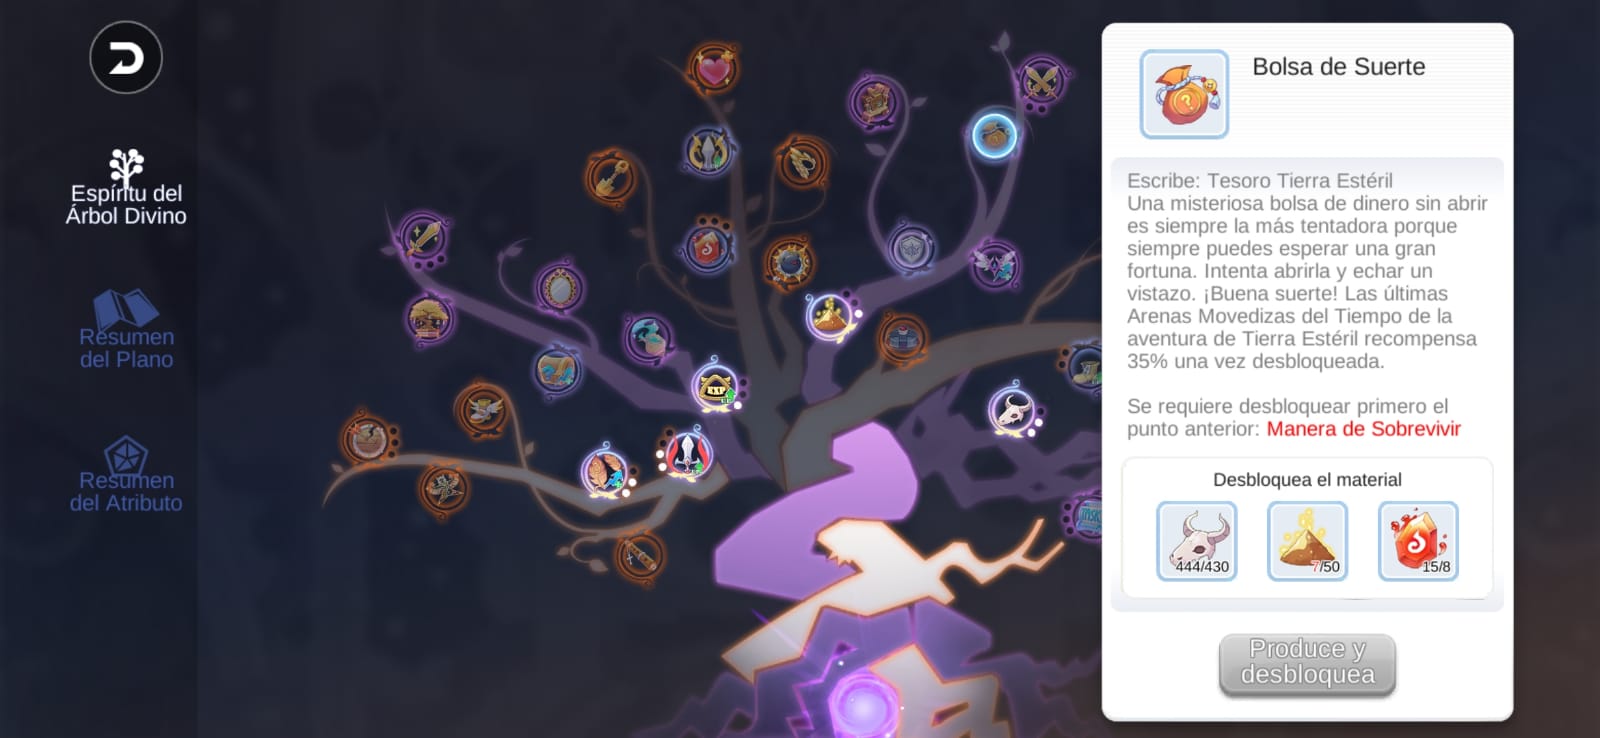 Espíritu del
Árbol Divino
Resumen
del Plano
Resumen
del Atributo
EXP
Bolsa de Suerte
Escribe: Tesoro Tierra Estéril
Una misteriosa bolsa de dinero sin abrir
es siempre la más tentadora porque
siempre puedes esperar una gran
fortuna. Intenta abrirla y echar un
vistazo. ¡Buena suerte! Las últimas
Arenas Movedizas del Tiempo de la
aventura de Tierra Estéril recompensa
35% una vez desbloqueada.
Se requiere desbloquear primero el
punto anterior: Manera de Sobrevivir
Desbloquea el material
444/430
7/50
15/8
Produce y
desbloquea